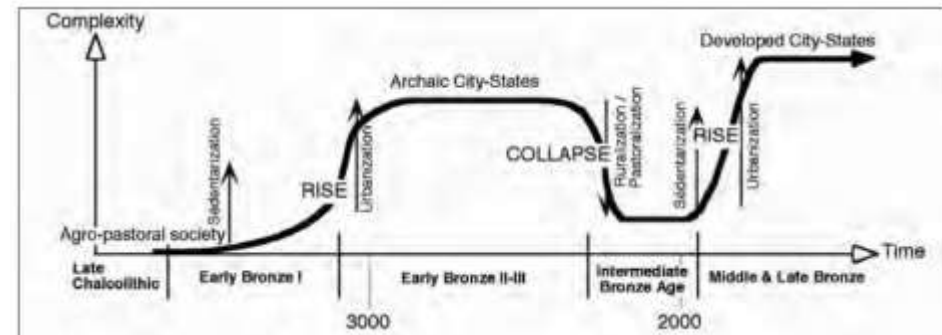 Complexity
Developed City-States
Archaic City-States
Sedentarization
RISE
Urbanization
COLLAPSE
Ruralization /
Pastoralization
Sedentarization
RISE
Urbanization
Agro-pastoral society
Time
Late
Chalcolithic
Early Bronze I
Early Bronze II-III
Intermediate
Bronze Age
Middle & Late Bronze
3000
2000